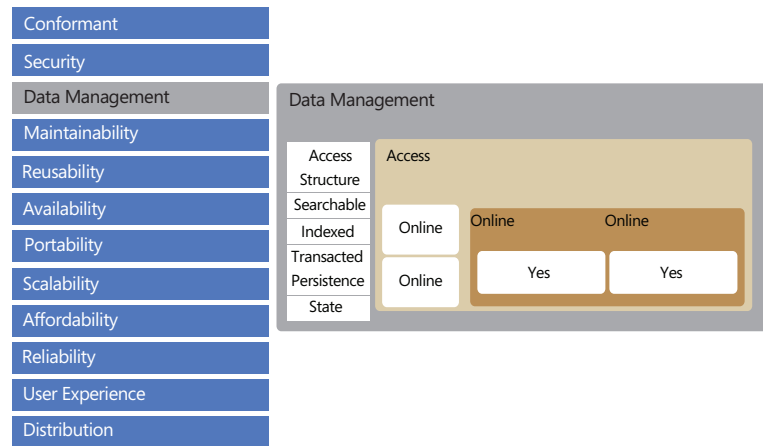 Conformant
Security
Data Management
Maintainability
Reusability
Availability
Portability
Scalability
Affordability
Reliability
User Experience
Distribution
Data Management
Access
Structure
Searchable
Indexed
Transacted
Persistence
State
Access
Online
Online
Online
Online
Yes
Yes